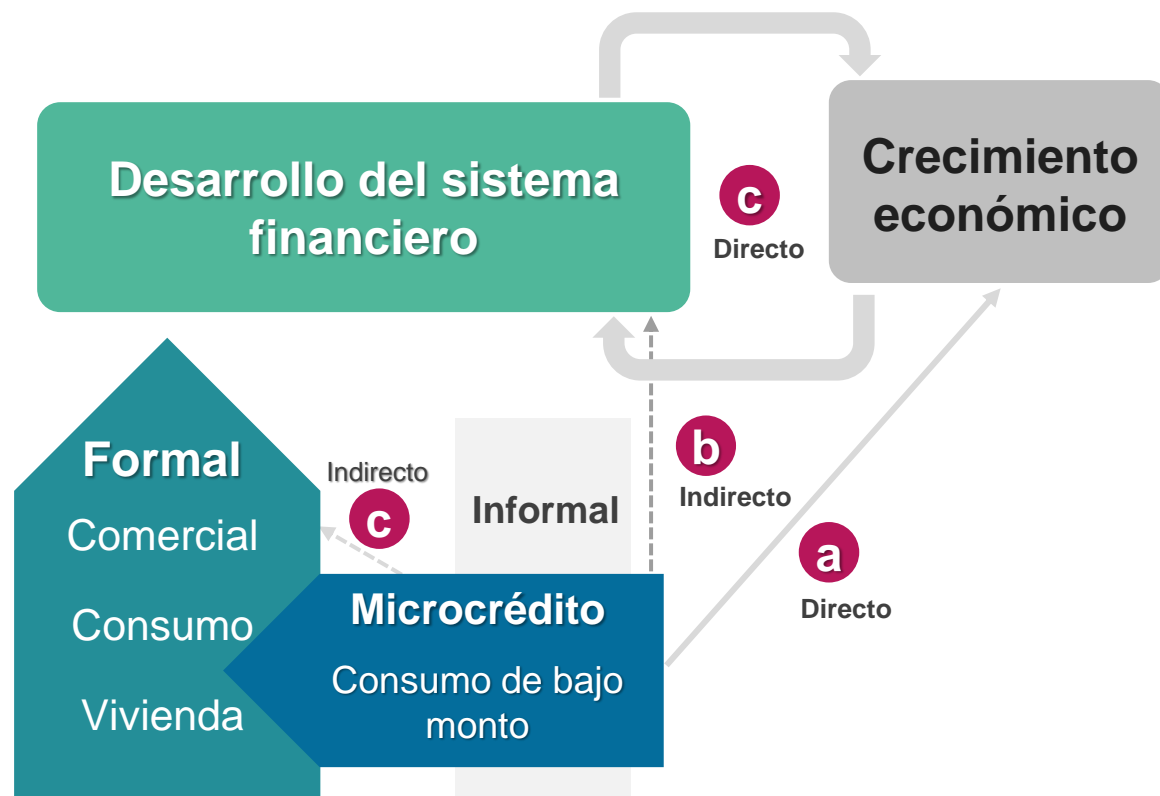 Desarrollo del sistema
financiero
Crecimiento
económico
c
Directo
Formal
Comercial
Consumo
Vivienda
Indirecto
c
Informal
b
Indirecto
a
Directo
Microcrédito
Consumo de bajo
monto